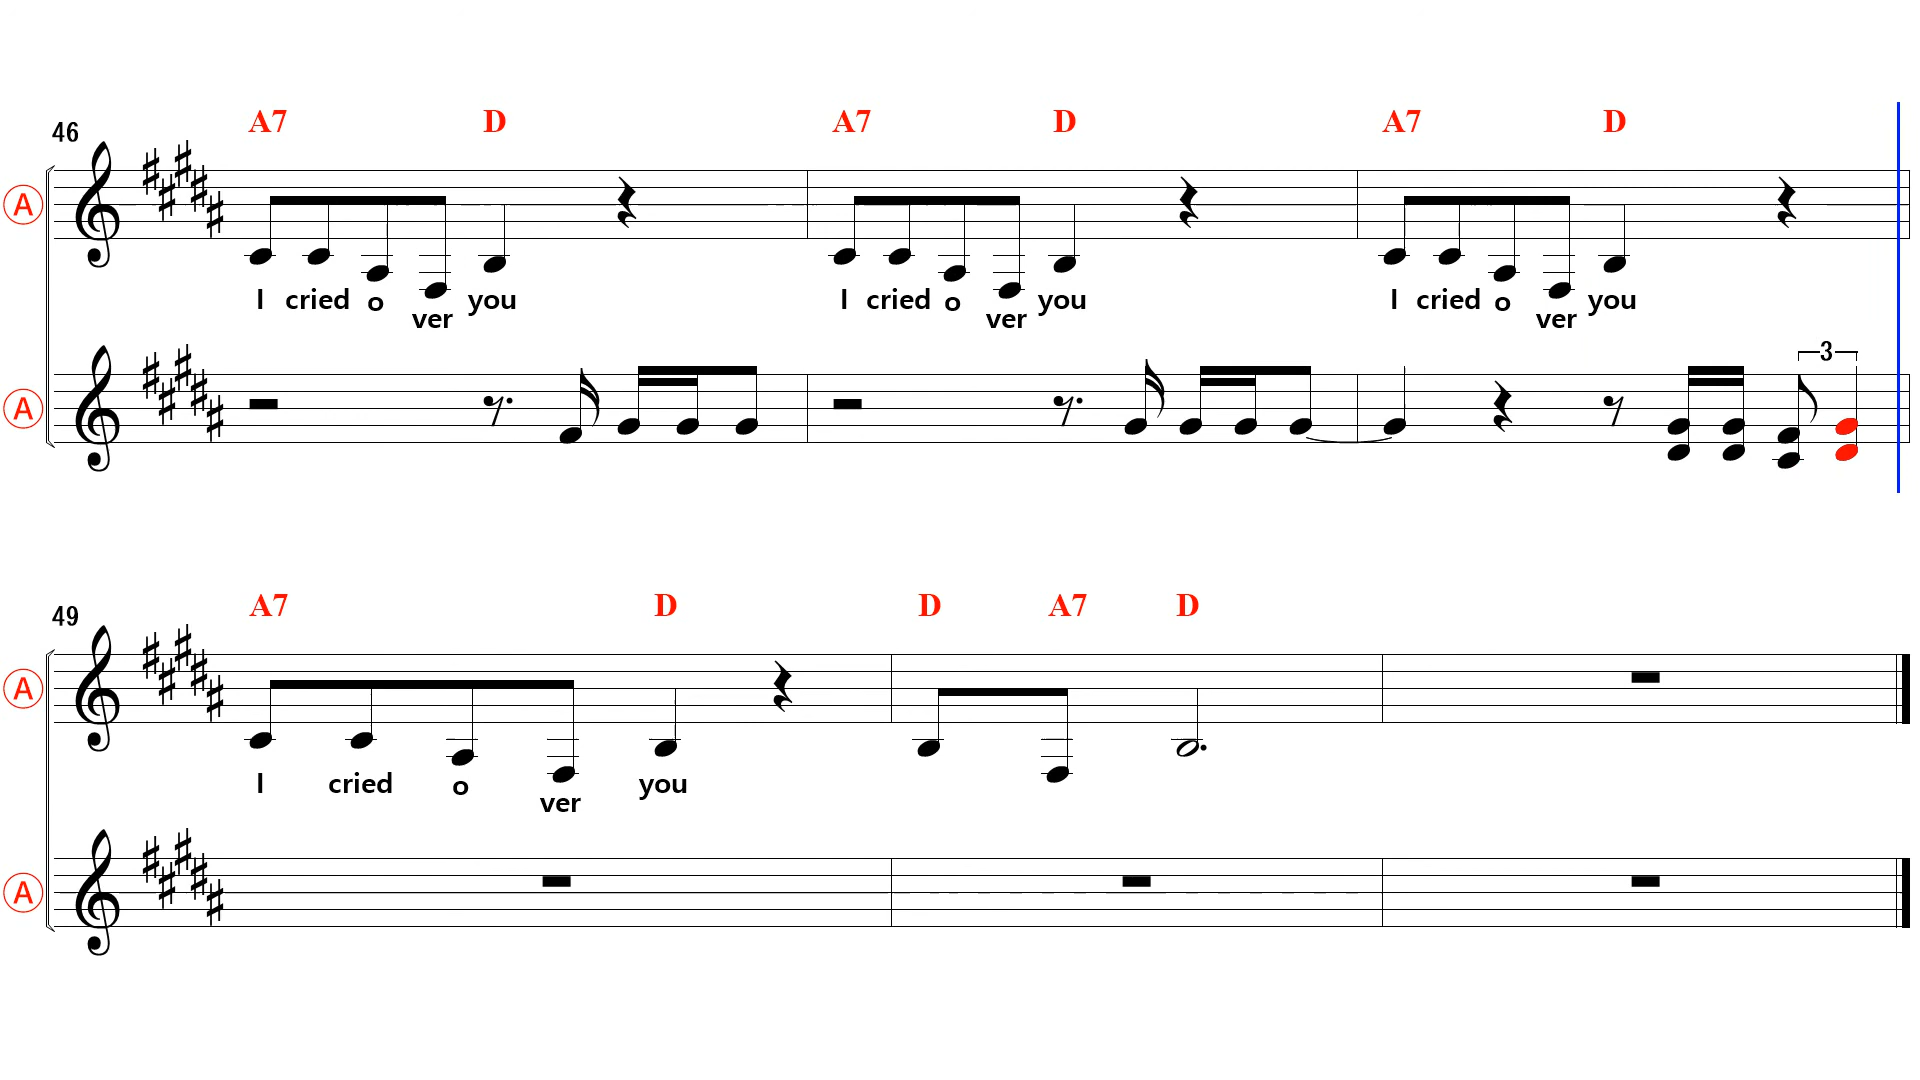 A7 D A7 D A7 D
46
A
I cried o ver you I cried o ver you I cried o ver you
3
A
A7 D D A7 D
49
A
I cried o ver you
A